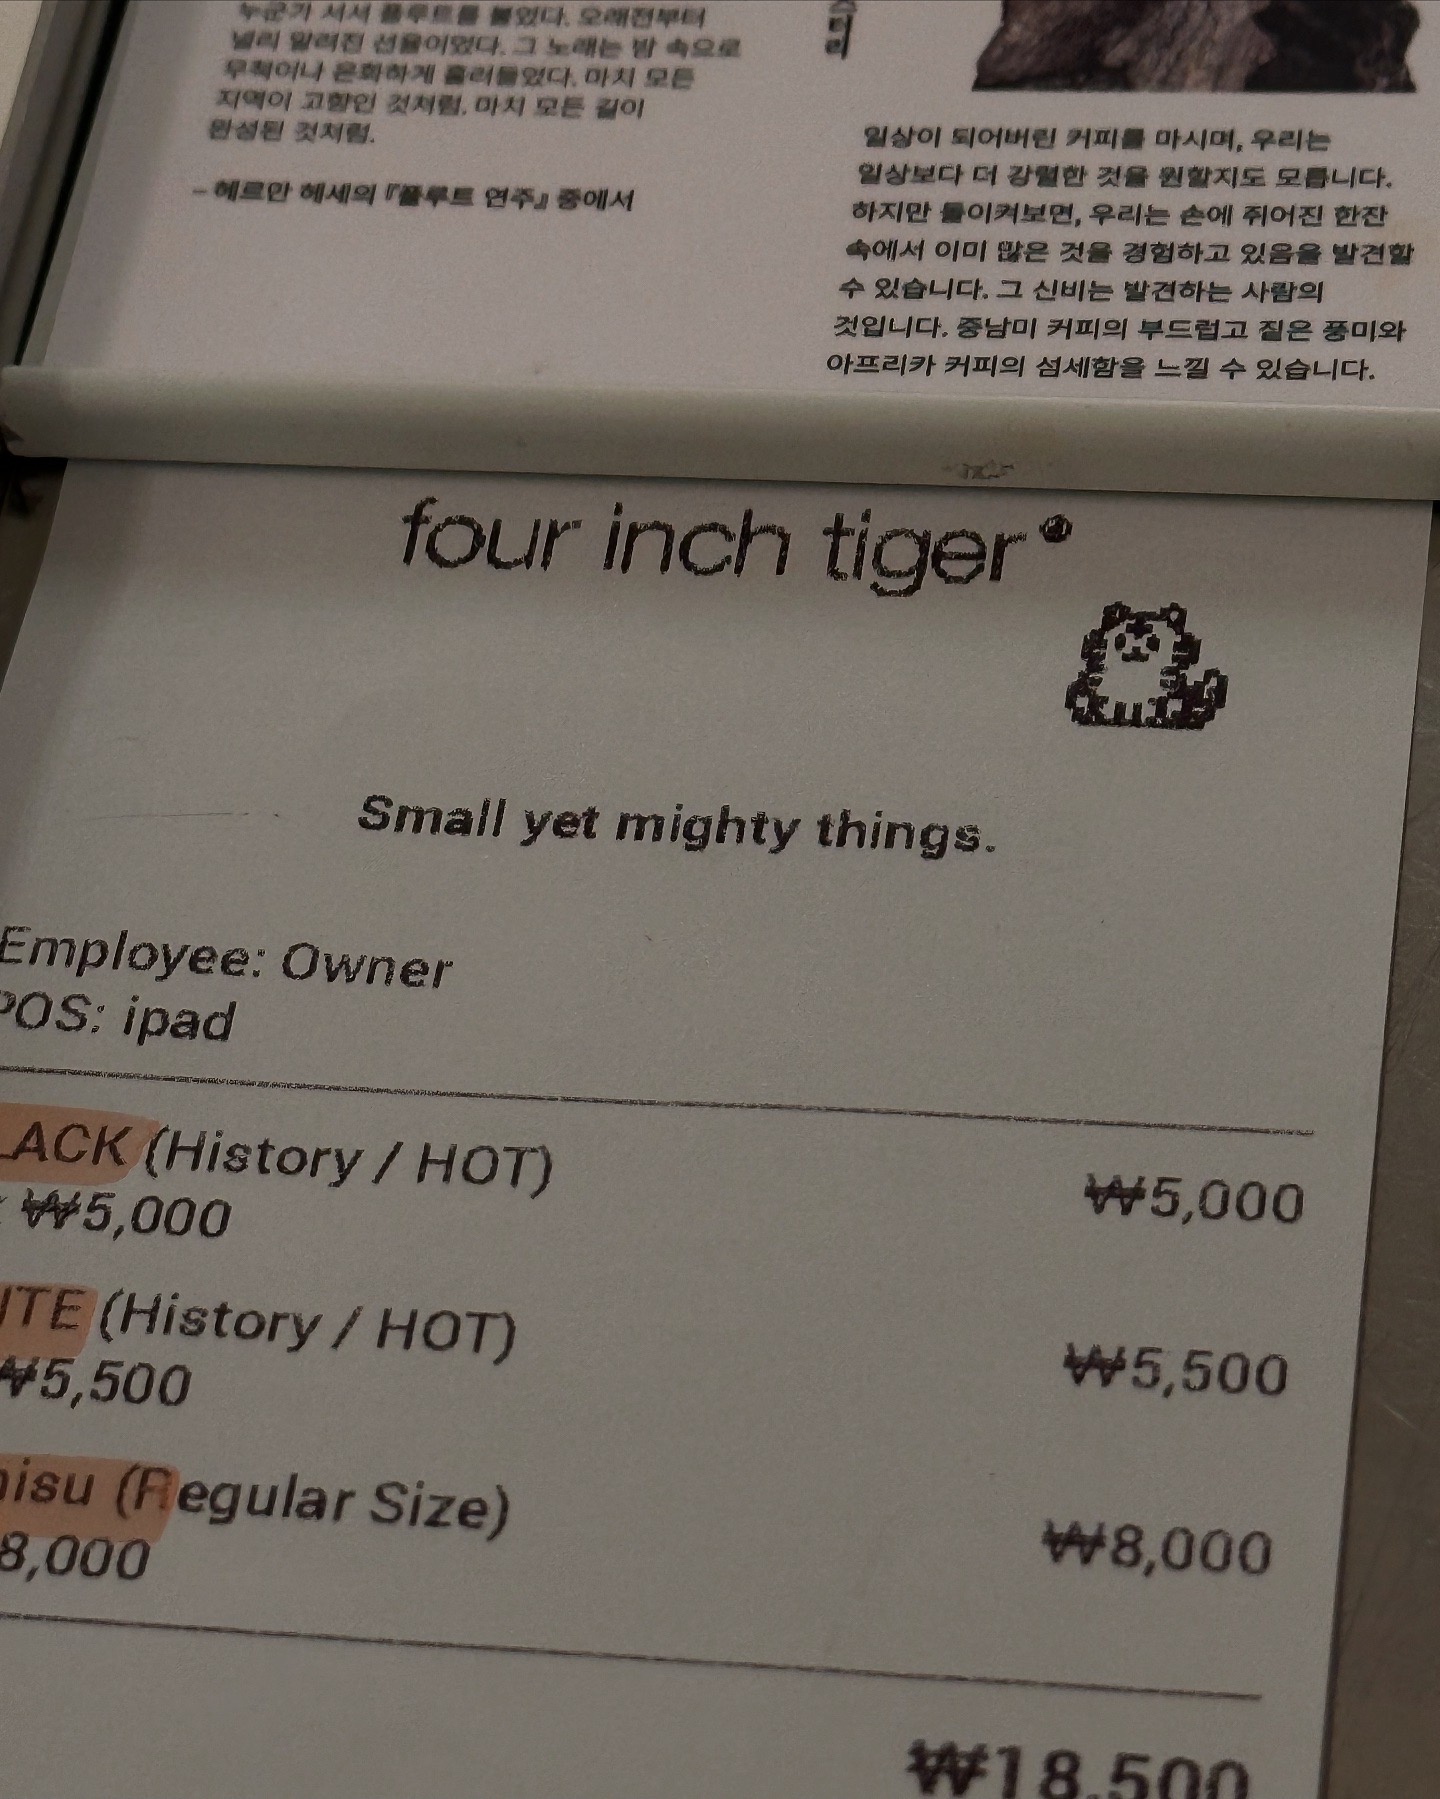 누군가 서서 플루트를 불었다. 오래전부터
널리 알려진 선율이었다. 그 노래는 밤 속으로
무척이나 온화하게 흘러들었다. 마치 모든
지역이 고향인 것처럼, 마치 모든 길이
완성된 것처럼.
– 헤르만 헤세의 『플루트 연주』 중에서
스
터
리
일상이 되어버린 커피를 마시며, 우리는
일상보다 더 강렬한 것을 원할지도 모릅니다.
하지만 돌이켜보면, 우리는 손에 쥐어진 한잔
속에서 이미 많은 것을 경험하고 있음을 발견할
수 있습니다. 그 신비는 발견하는 사람의
것입니다. 중남미 커피의 부드럽고 짙은 풍미와
아프리카 커피의 섬세함을 느낄 수 있습니다.
four inch tiger
Small yet mighty things.
Employee: Owner
POS: ipad
LACK (History / HOT)
₩5,000
₩5,000
ITE (History / HOT)
₩5,500
₩5,500
misu (Regular Size)
₩8,000
8,000
₩18,500